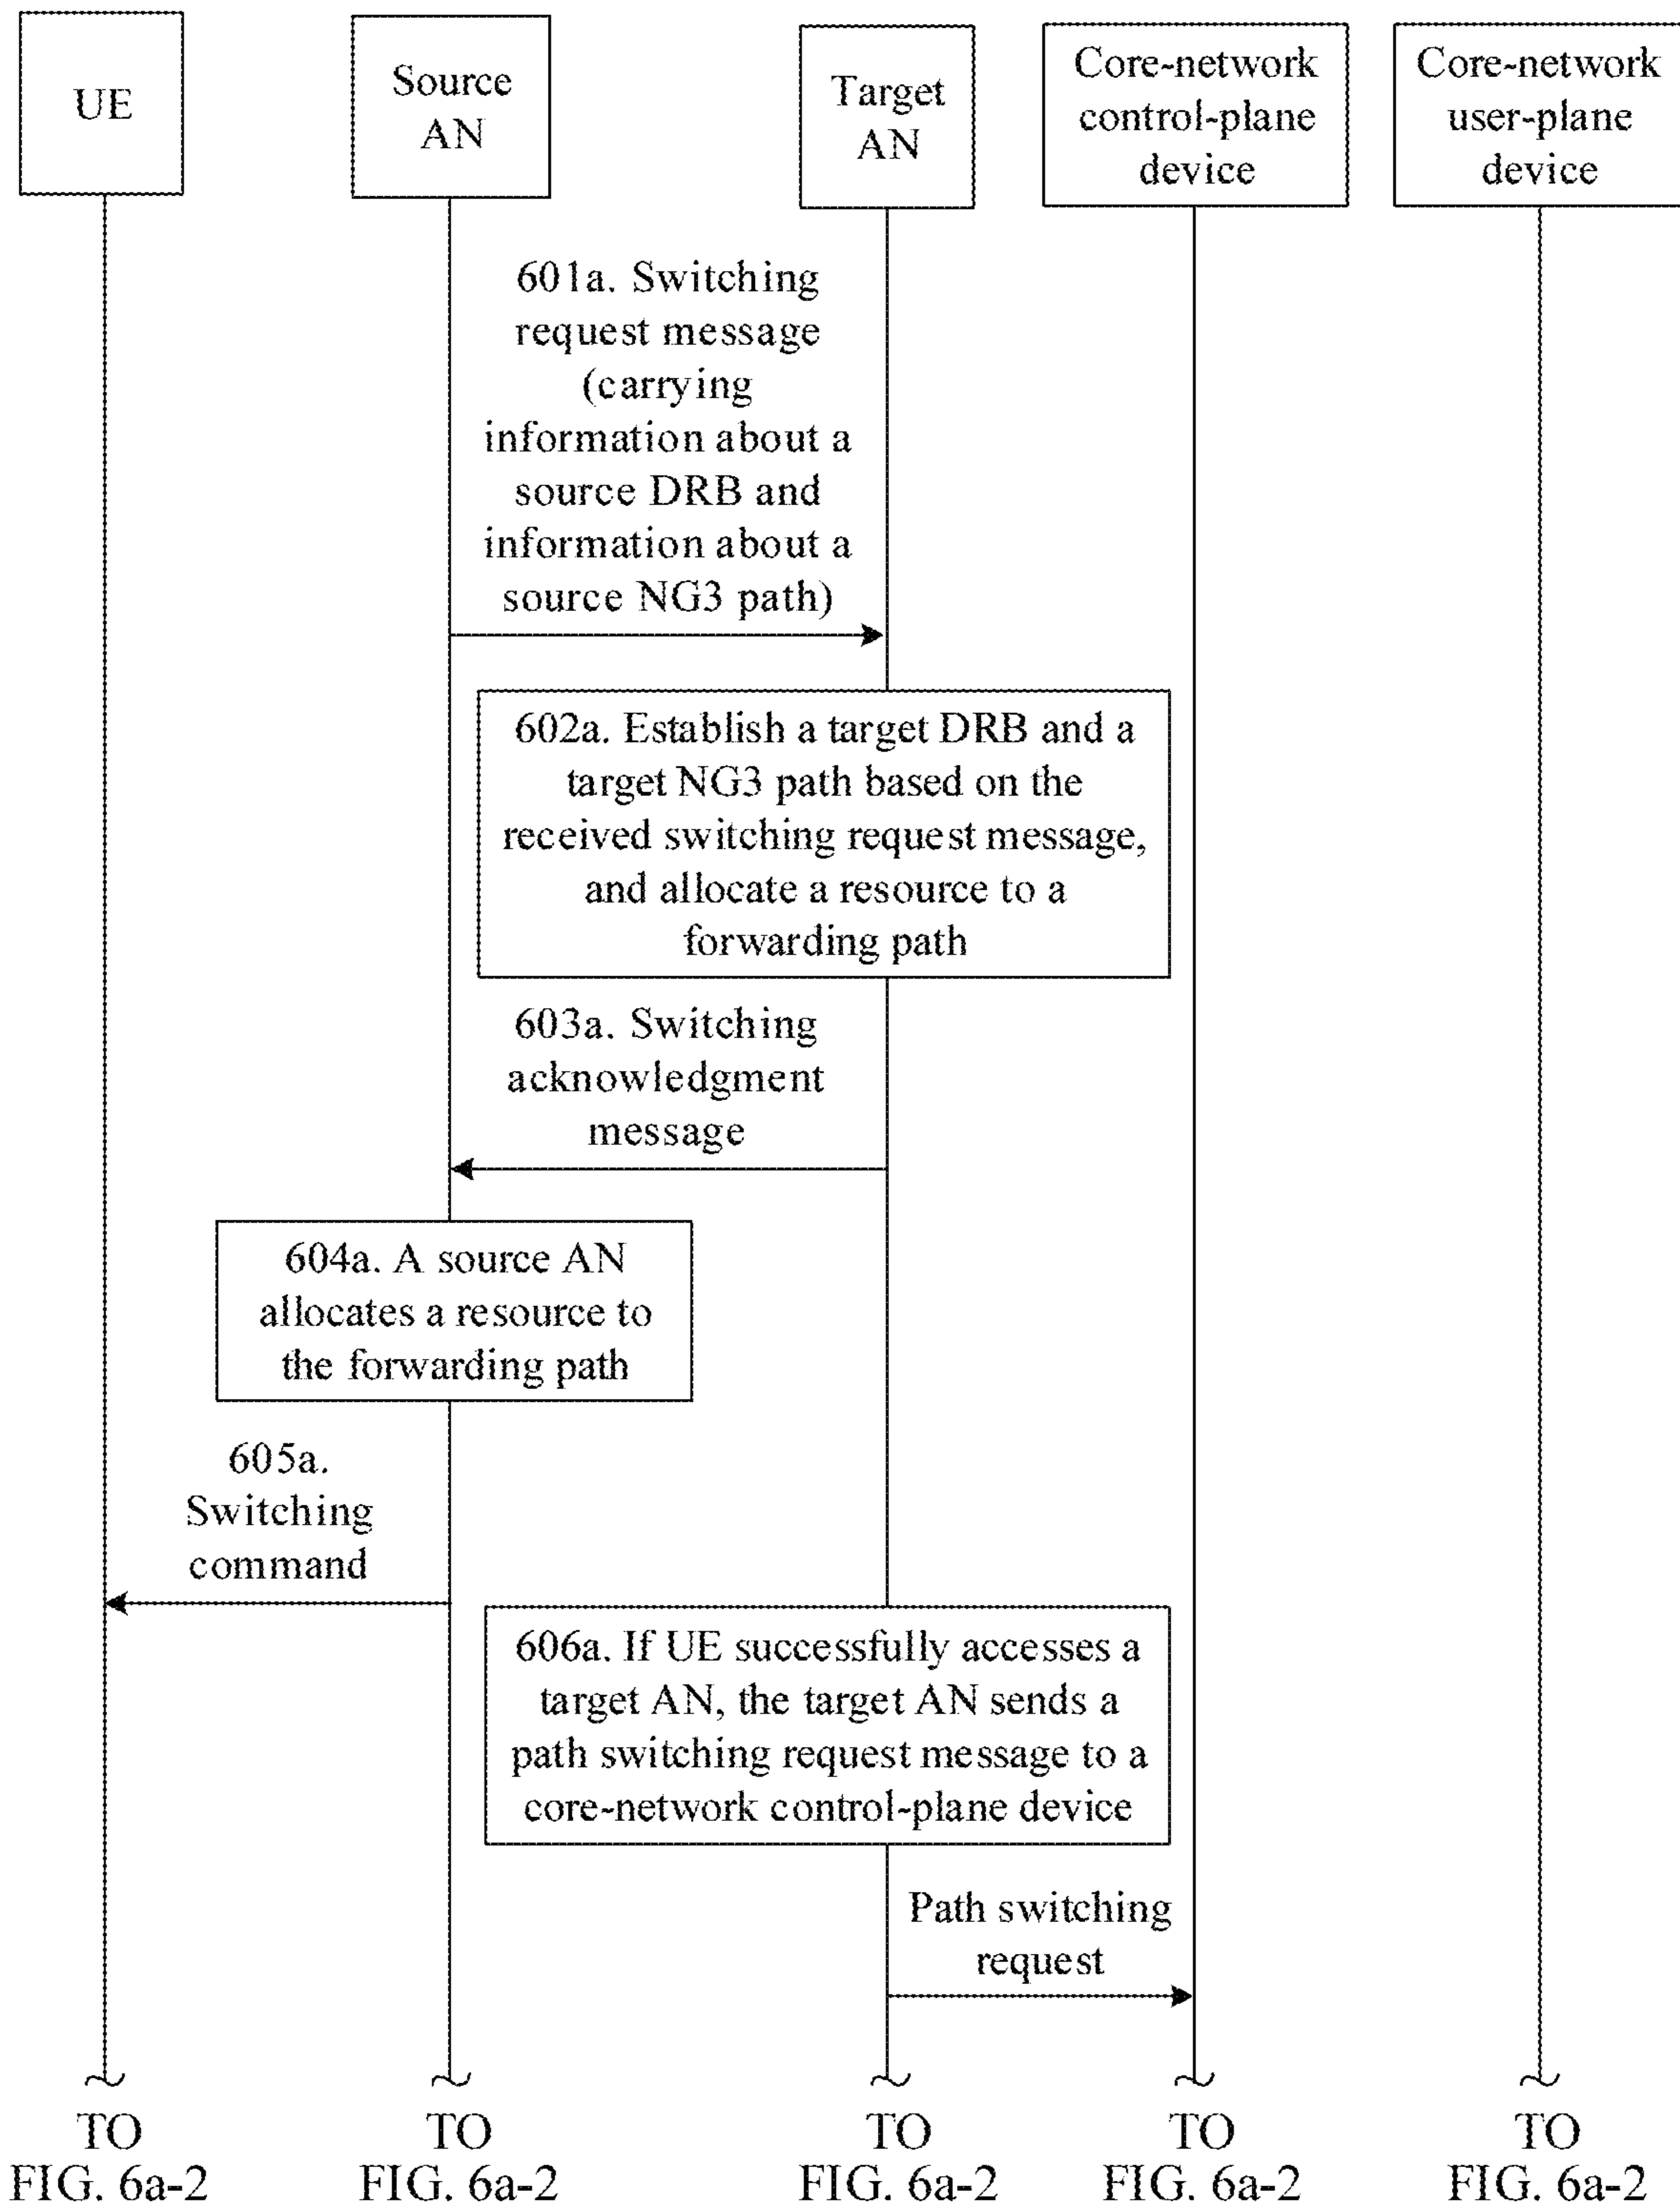 UE
Source
AN
Target
AN
Core-network
control-plane
device
Core-network
user-plane
device
601a. Switching
request message
(carrying
information about a
source DRB and
information about a
source NG3 path)
602a. Establish a target DRB and a
target NG3 path based on the
received switching request message,
and allocate a resource to a
forwarding path
603a. Switching
acknowledgment
message
604a. A source AN
allocates a resource to
the forwarding path
605a.
Switching
command
606a. If UE successfully accesses a
target AN, the target AN sends a
path switching request message to a
core-network control-plane device
Path switching
request
TO
FIG. 6a-2
TO
FIG. 6a-2
TO
FIG. 6a-2
TO
FIG. 6a-2
TO
FIG. 6a-2